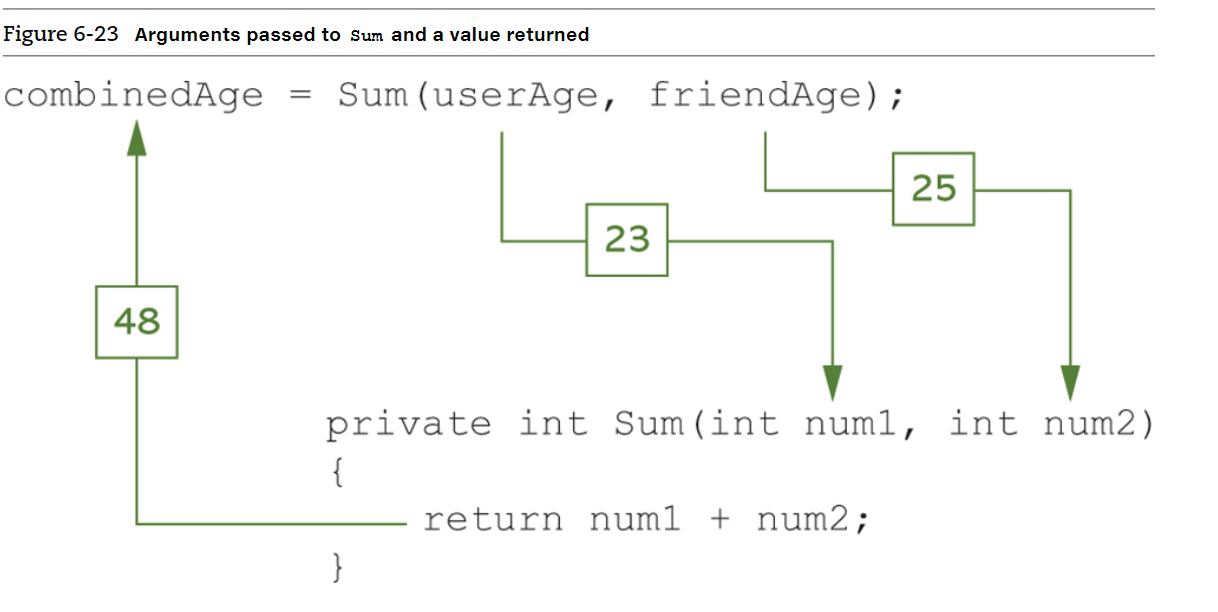 Figure 6-23 Arguments passed to Sum and a value returned
combinedAge = Sum(userAge, friendAge);
25
23
48
private int Sum(int num1, int num2)
{
return num1 + num2;
}